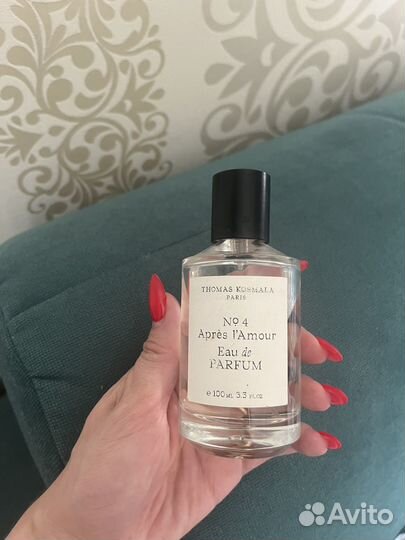 THOMAS KOSMALA
PARIS
Nº 4
Après l'Amour
Eau de
PARFUM
℮ 100 ML 3.3 FL.OZ
Avito